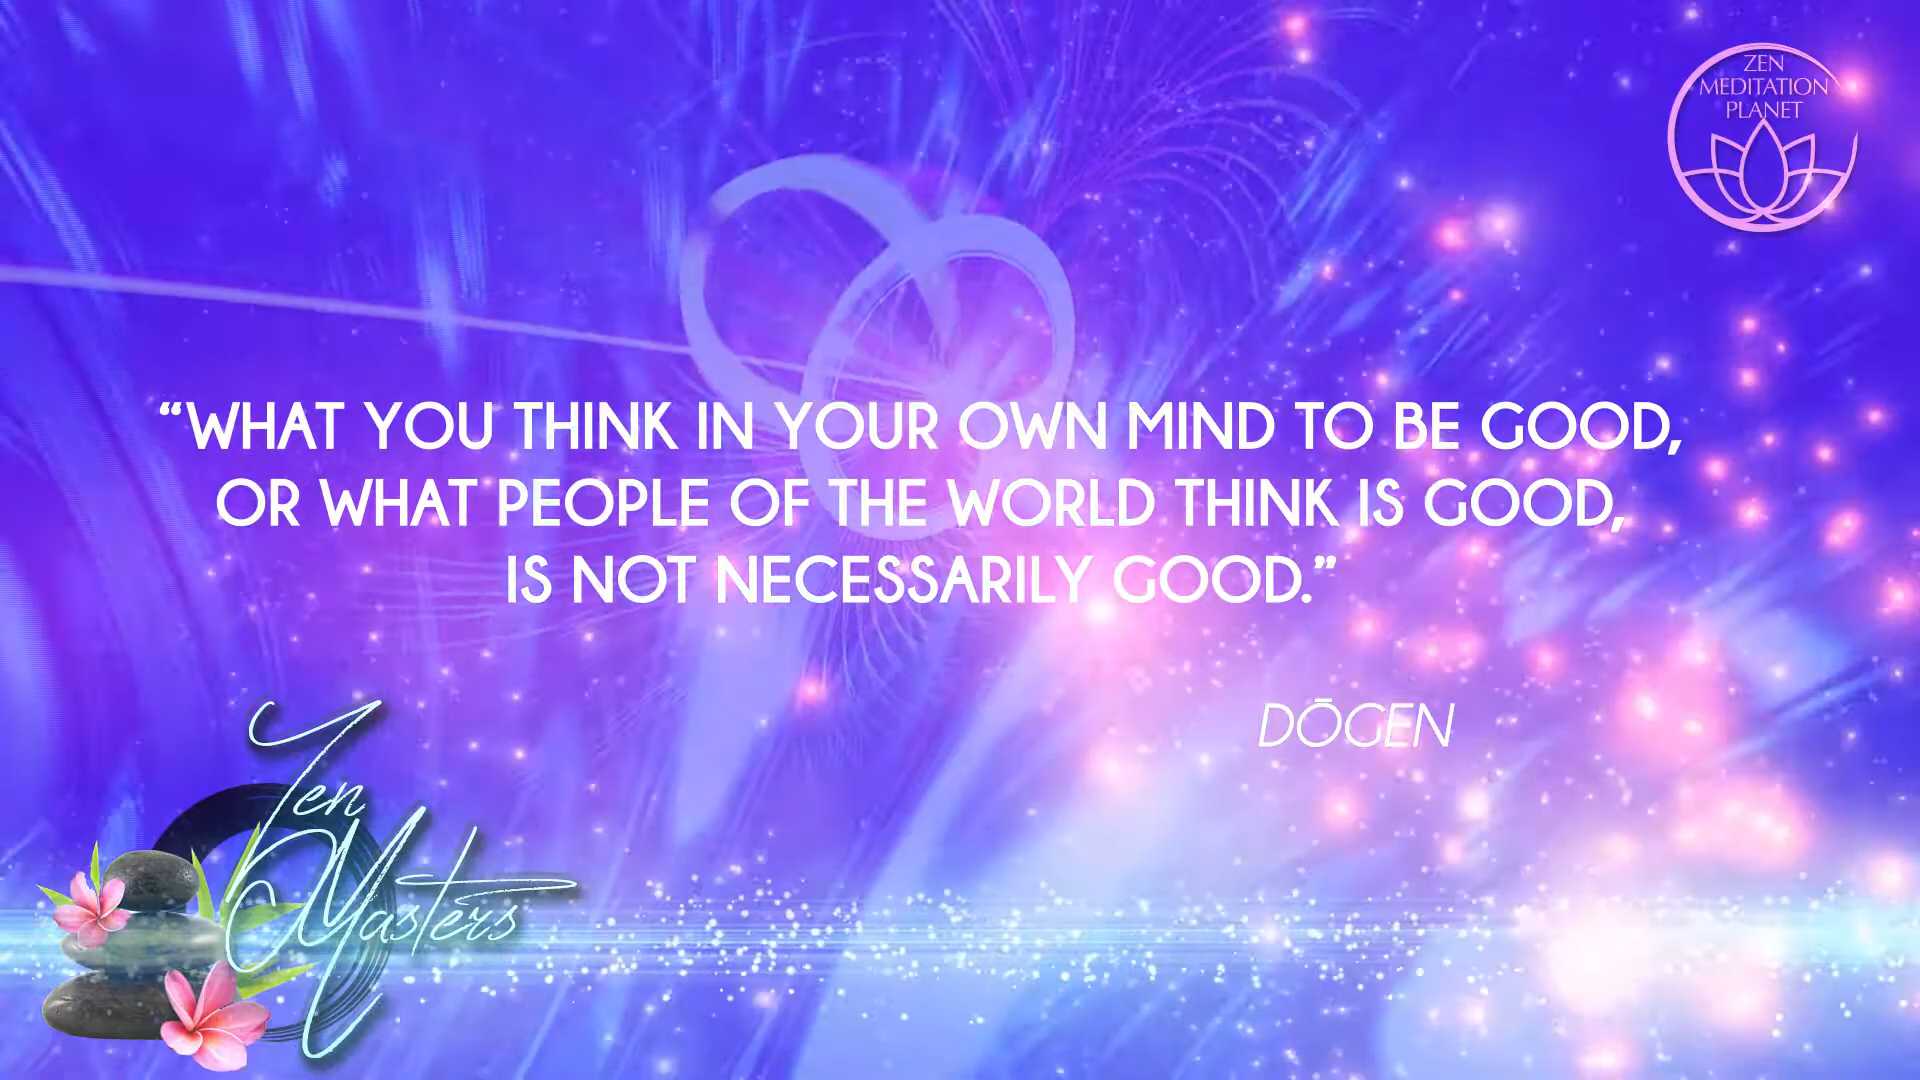 ZEN
MEDITATION
PLANET
“WHAT YOU THINK IN YOUR OWN MIND TO BE GOOD,
OR WHAT PEOPLE OF THE WORLD THINK IS GOOD,
IS NOT NECESSARILY GOOD.”
DŌGEN
Zen
Masters